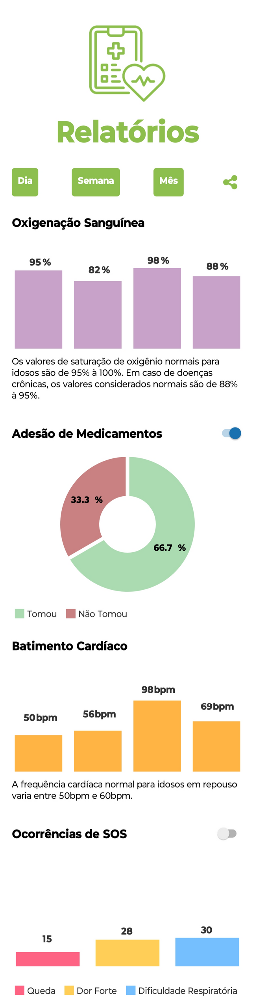 Relatórios
Dia
Semana
Mês
Oxigenação Sanguínea
95 %
82 %
98 %
88 %
Os valores de saturação de oxigênio normais para
idosos são de 95% à 100%. Em caso de doenças
crônicas, os valores considerados normais são de 88%
à 95%.
Adesão de Medicamentos
33.3 %
66.7 %
Tomou
Não Tomou
Batimento Cardíaco
50bpm
56bpm
98bpm
69bpm
A frequência cardíaca normal para idosos em repouso
varia entre 50bpm e 60bpm.
Ocorrências de SOS
15
28
30
Queda
Dor Forte
Dificuldade Respiratória